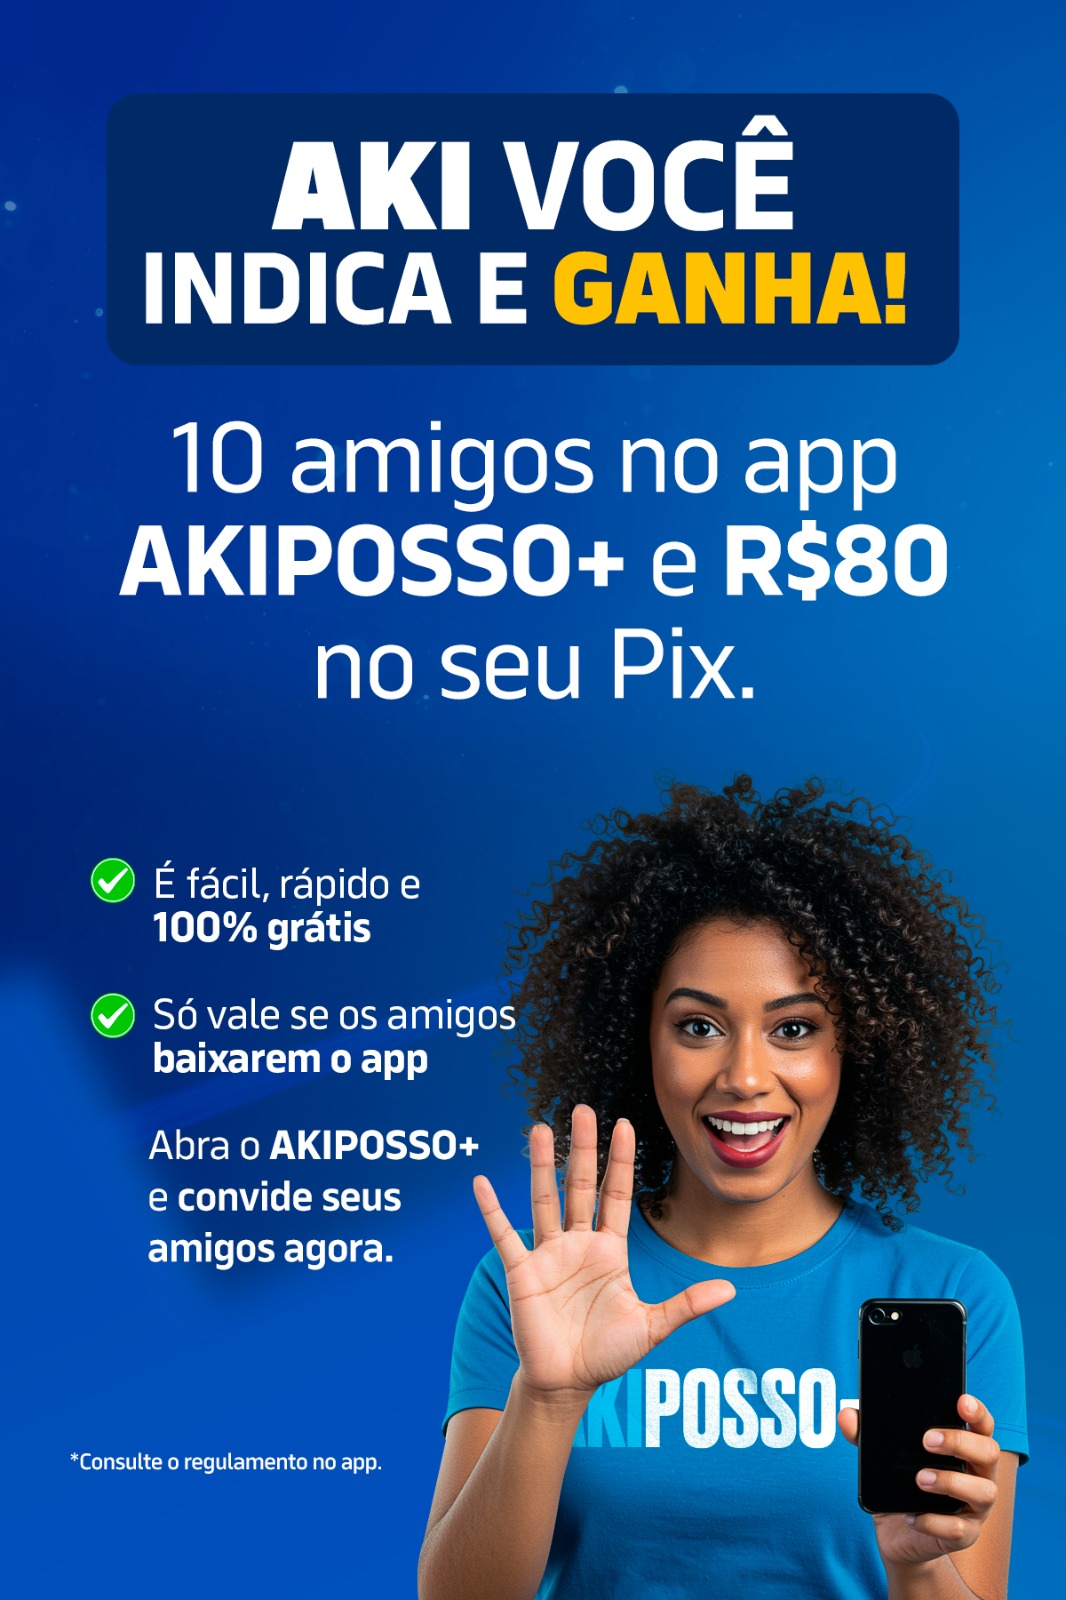 AKI VOCÊ
INDICA E GANHA!
10 amigos no app
AKIPOSSO+ e R$80
no seu Pix.
É fácil, rápido e
100% grátis
Só vale se os amigos
baixarem o app
Abra o AKIPOSSO+
e convide seus
amigos agora.
KIPOSSO+
*Consulte o regulamento no app.